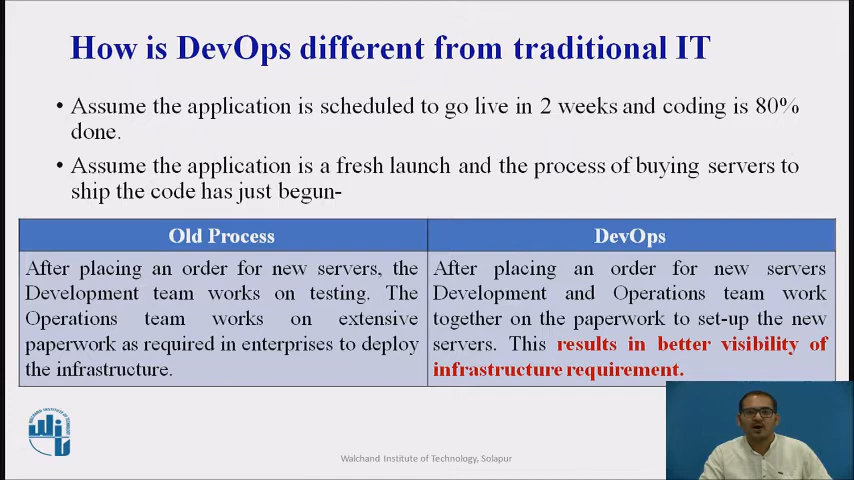 How is DevOps different from traditional IT
• Assume the application is scheduled to go live in 2 weeks and coding is 80%
done.
• Assume the application is a fresh launch and the process of buying servers to
ship the code has just begun-
Old Process
After placing an order for new servers, the
Development team works on testing. The
Operations team works on extensive
paperwork as required in enterprises to deploy
the infrastructure.
DevOps
After placing an order for new servers
Development and Operations team work
together on the paperwork to set-up the new
servers. This results in better visibility of
infrastructure requirement.
Walchand Institute of Technology, Solapur